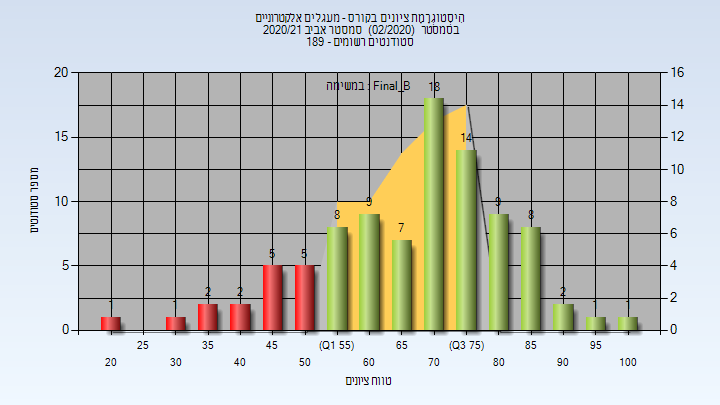 היסטוגרמת ציונים בקורס - מעגלים אלקטרוניים
בסמסטר (02/2020) סמסטר אביב 2020/21
סטודנטים רשומים - 189
במשימה : Final_B
20 15 10 5 0
מספר סטודנטים
16 14 12 10 8 6 4 2 0
1 1 2 2 5 5 8 9 7 18 14 9 8 2 1 1
25 35 45 (Q1 55) 65 (Q3 75) 85 95
20 30 40 50 60 70 80 90 100
טווח ציונים